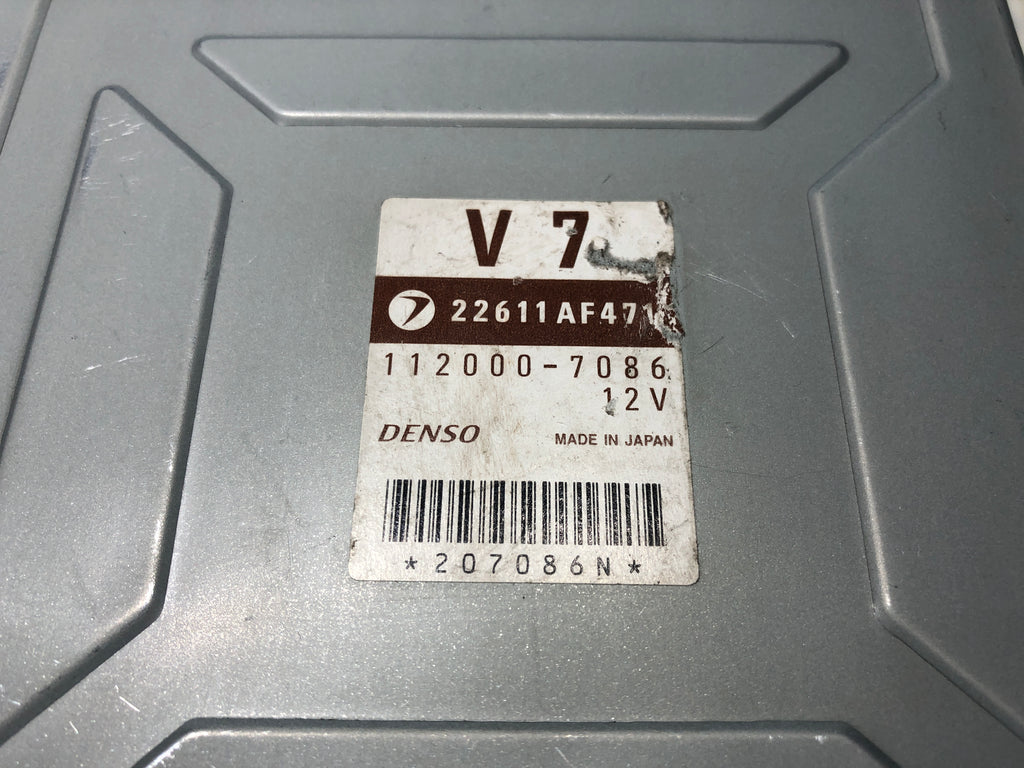 V 7
22611AF471
112000-7086
12V
DENSO
MADE IN JAPAN
*207086N*